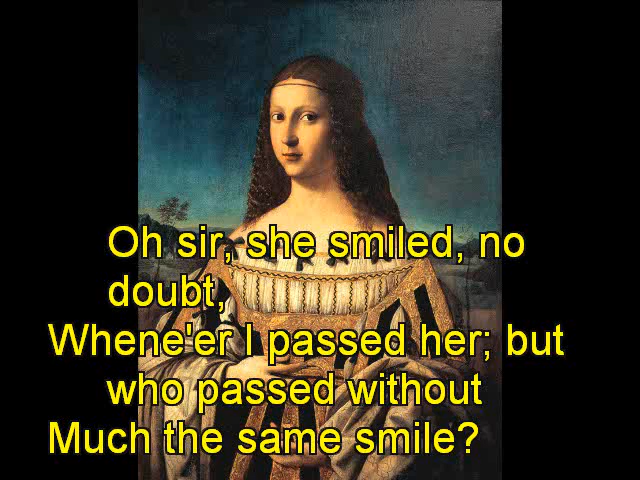 Oh sir, she smiled, no
doubt,
Whene'er I passed her; but
who passed without
Much the same smile?